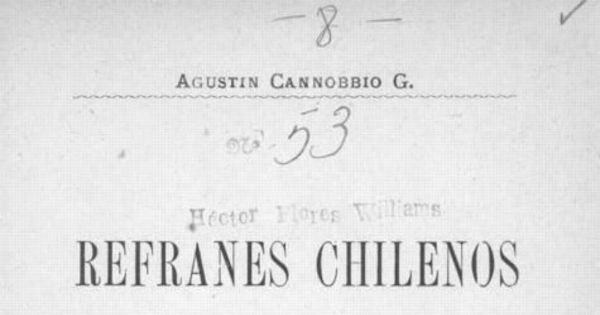 — 8 —
AGUSTIN CANNOBBIO G.
53
Héctor Flores Williams
REFRANES CHILENOS